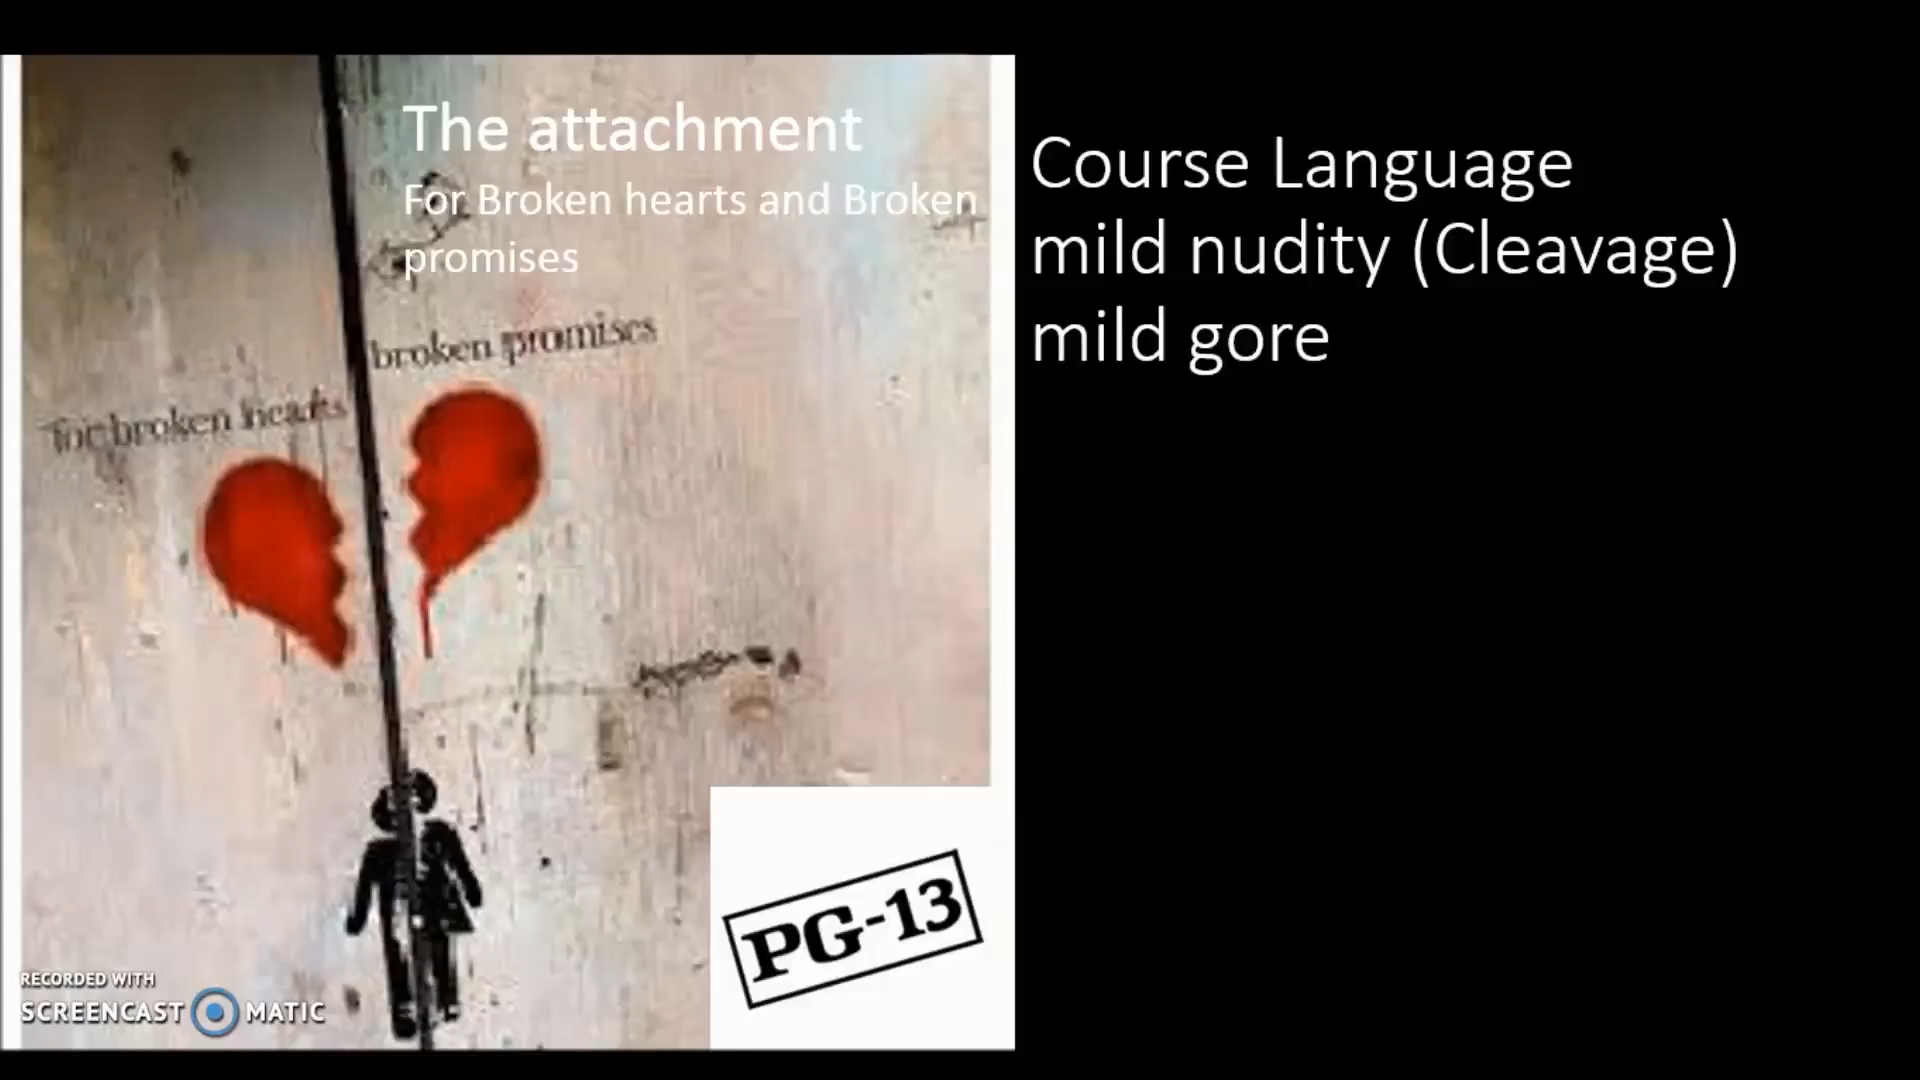 The attachment
For Broken hearts and Broken
promises
broken promises
for broken hearts
PG-13
RECORDED WITH
SCREENCAST MATIC
Course Language
mild nudity (Cleavage)
mild gore